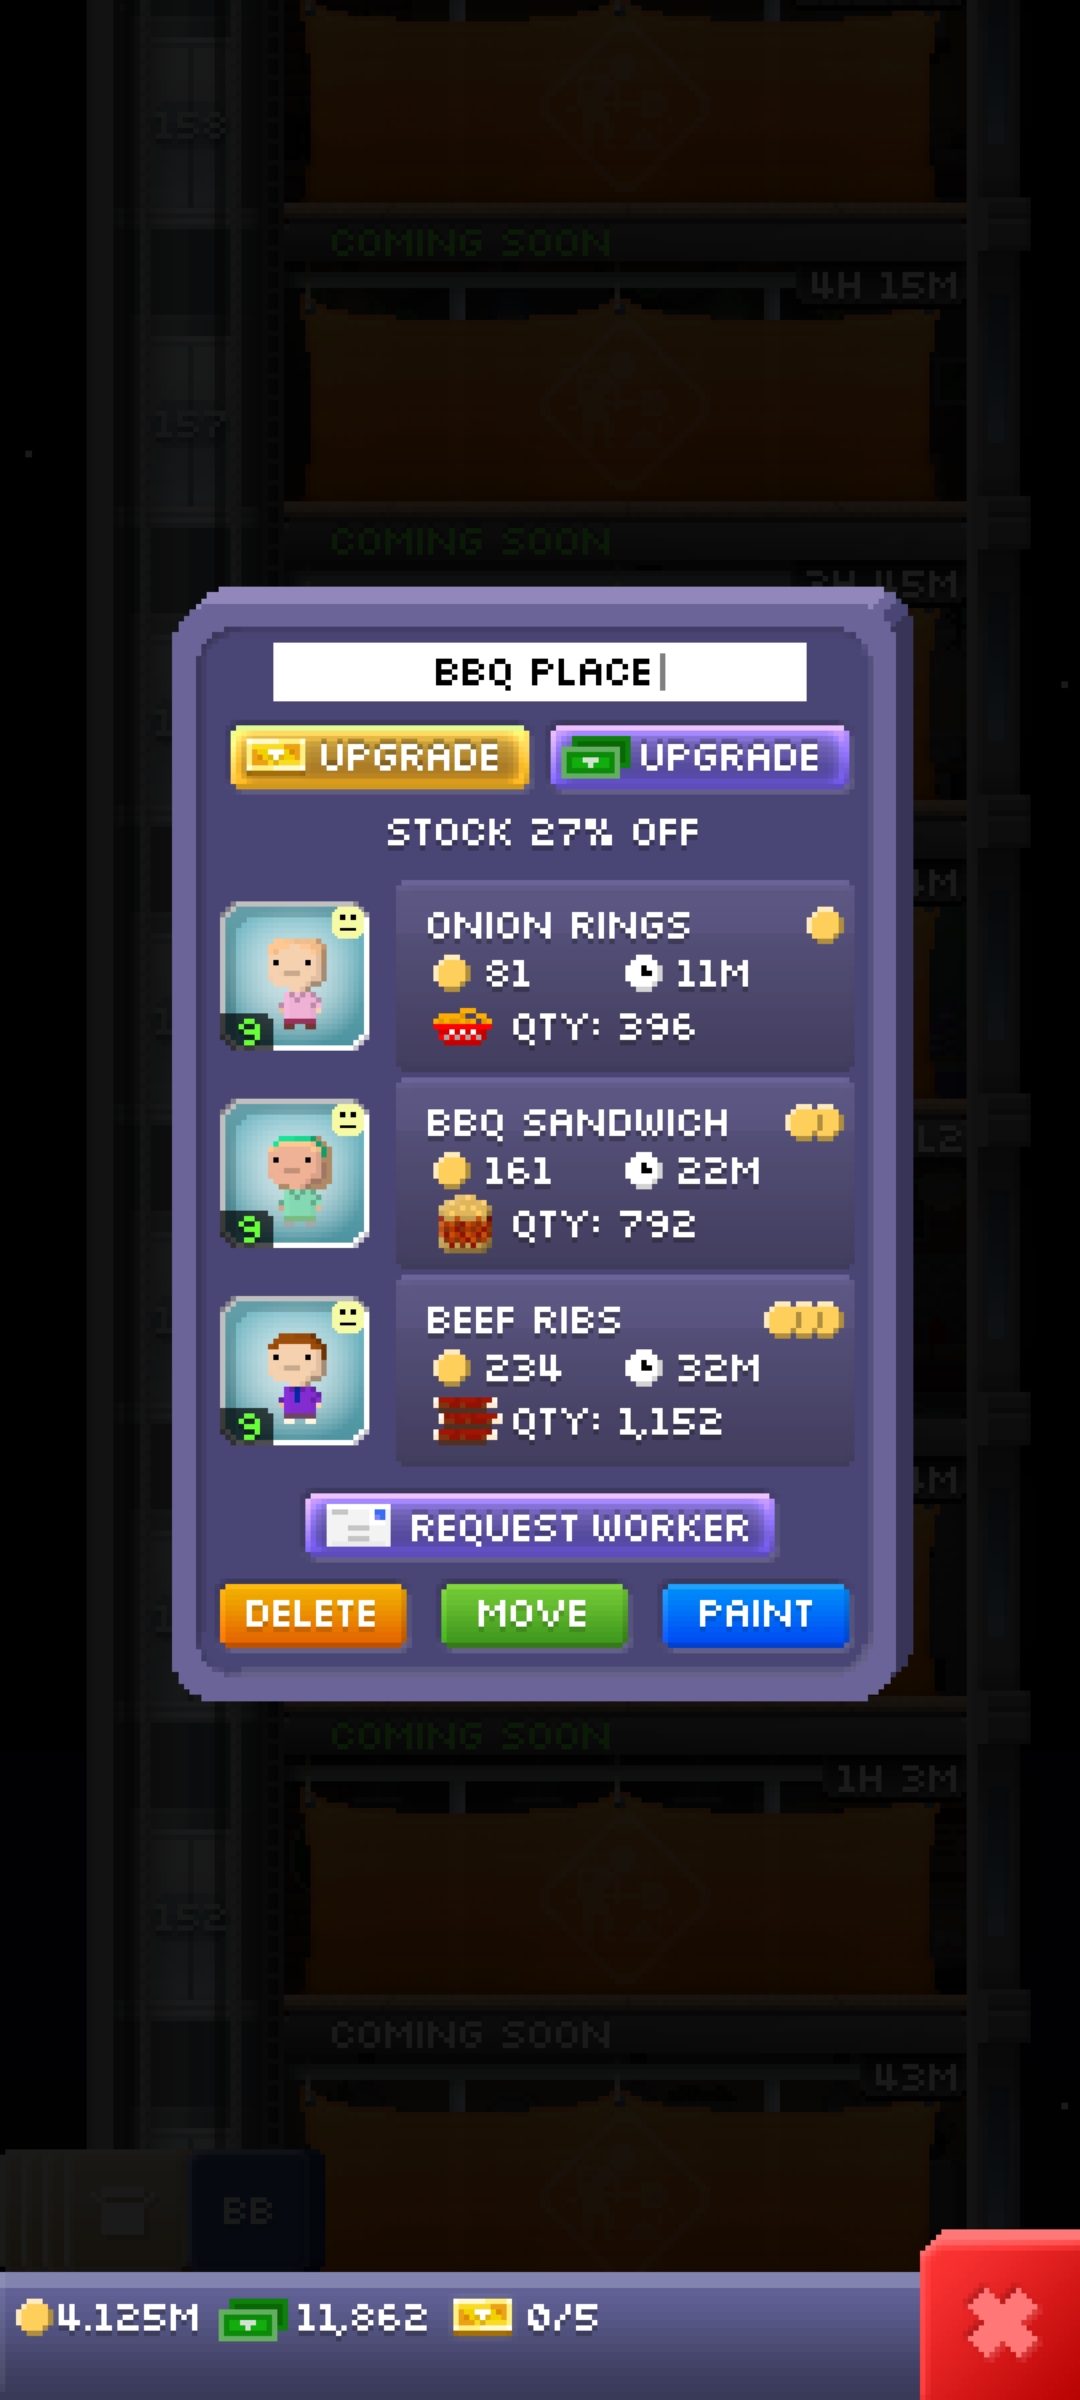 158
COMING SOON
4H 15M
157
COMING SOON
3H 45M
BBQ PLACE
UPGRADE UPGRADE
STOCK 27% OFF
ONION RINGS
81 11M
9 QTY: 396
BBQ SANDWICH
161 22M
9 QTY: 792
BEEF RIBS
234 32M
9 QTY: 1,152
REQUEST WORKER
DELETE MOVE PAINT
COMING SOON
1H 3M
152
COMING SOON
43M
BB
4.125M 11,862 0/5